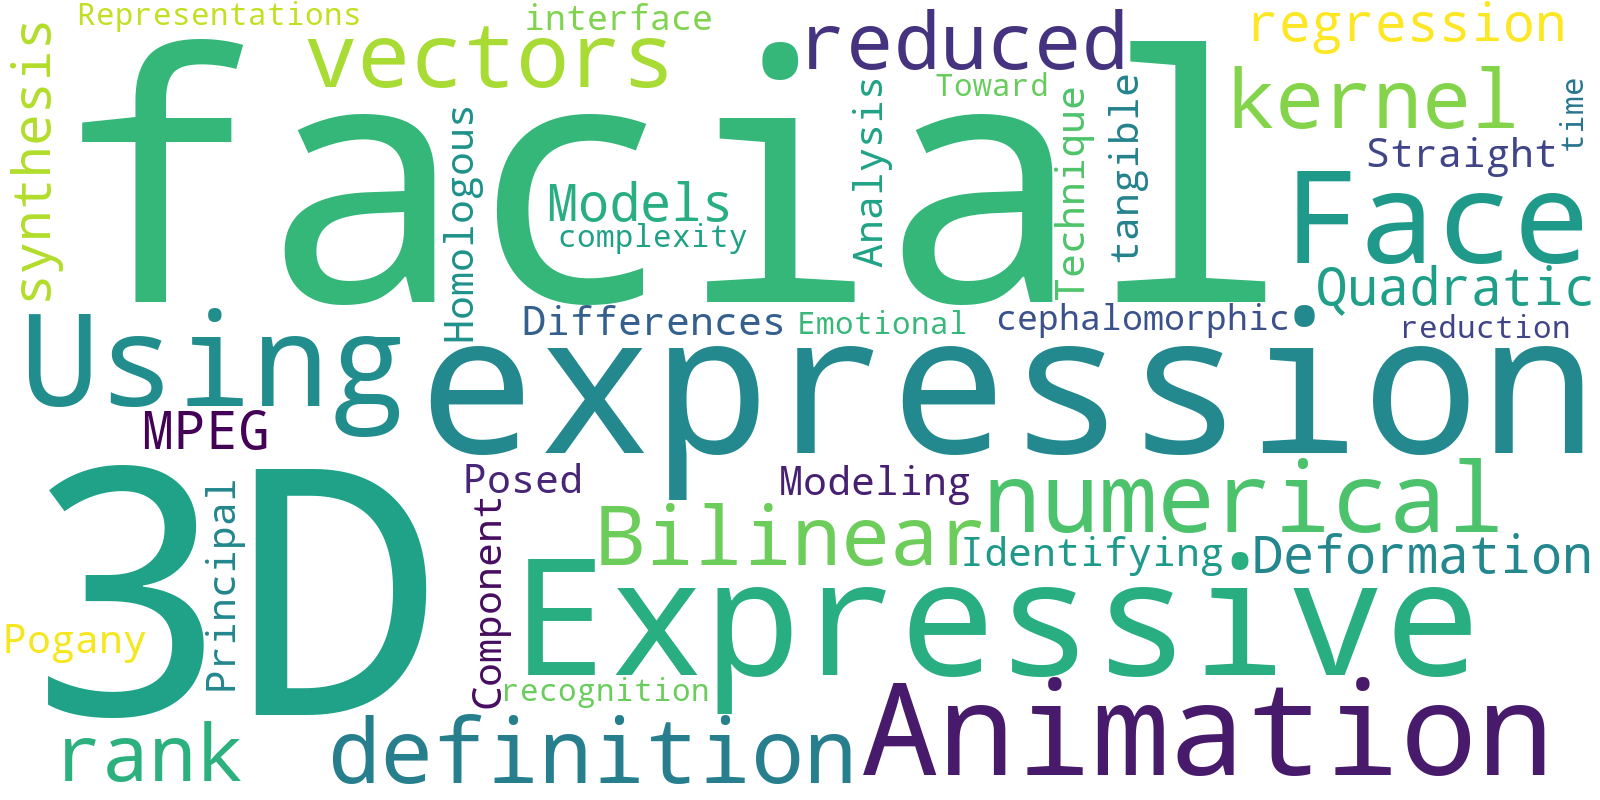 Representations
interface
regression
facial
vectors
reduced
synthesis
Toward
kernel
time
Analysis
Technique
tangible
Homologous
Straight
Models
complexity
Face
Quadratic
Using
Differences
Emotional
cephalomorphic
reduction
expression
MPEG
3D
Posed
Modeling
numerical
Principal
Component
Bilinear
Identifying
Deformation
Expressive
Pogany
recognition
Animation
rank
definition